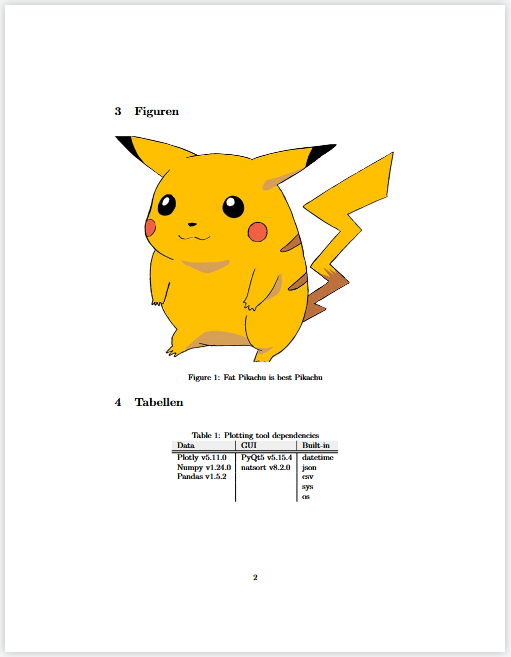 3 Figuren
Figure 1: Fat Pikachu is best Pikachu
4 Tabellen
Table 1: Plotting tool dependencies
Data GUI Built-in
Plotly v5.11.0 PyQt5 v5.15.4 datetime
Numpy v1.24.0 natsort v8.2.0 json
Pandas v1.5.2 csv
sys
os
2